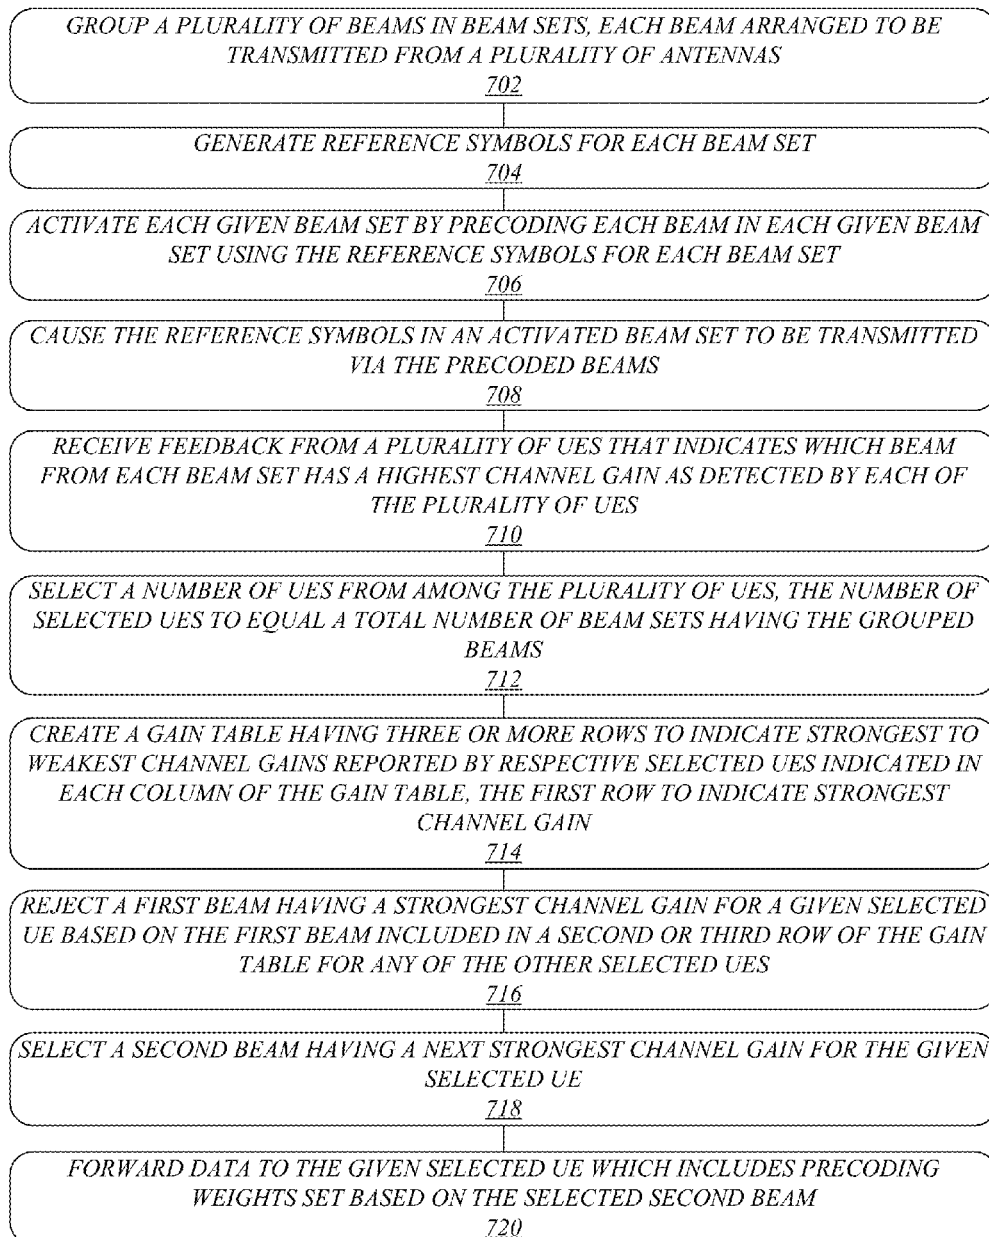 GROUP A PLURALITY OF BEAMS IN BEAM SETS, EACH BEAM ARRANGED TO BE
TRANSMITTED FROM A PLURALITY OF ANTENNAS
702
GENERATE REFERENCE SYMBOLS FOR EACH BEAM SET
704
ACTIVATE EACH GIVEN BEAM SET BY PRECODING EACH BEAM IN EACH GIVEN BEAM
SET USING THE REFERENCE SYMBOLS FOR EACH BEAM SET
706
CAUSE THE REFERENCE SYMBOLS IN AN ACTIVATED BEAM SET TO BE TRANSMITTED
VIA THE PRECODED BEAMS
708
RECEIVE FEEDBACK FROM A PLURALITY OF UES THAT INDICATES WHICH BEAM
FROM EACH BEAM SET HAS A HIGHEST CHANNEL GAIN AS DETECTED BY EACH OF
THE PLURALITY OF UES
710
SELECT A NUMBER OF UES FROM AMONG THE PLURALITY OF UES, THE NUMBER OF
SELECTED UES TO EQUAL A TOTAL NUMBER OF BEAM SETS HAVING THE GROUPED
BEAMS
712
CREATE A GAIN TABLE HAVING THREE OR MORE ROWS TO INDICATE STRONGEST TO
WEAKEST CHANNEL GAINS REPORTED BY RESPECTIVE SELECTED UES INDICATED IN
EACH COLUMN OF THE GAIN TABLE, THE FIRST ROW TO INDICATE STRONGEST
CHANNEL GAIN
714
REJECT A FIRST BEAM HAVING A STRONGEST CHANNEL GAIN FOR A GIVEN SELECTED
UE BASED ON THE FIRST BEAM INCLUDED IN A SECOND OR THIRD ROW OF THE GAIN
TABLE FOR ANY OF THE OTHER SELECTED UES
716
SELECT A SECOND BEAM HAVING A NEXT STRONGEST CHANNEL GAIN FOR THE GIVEN
SELECTED UE
718
FORWARD DATA TO THE GIVEN SELECTED UE WHICH INCLUDES PRECODING
WEIGHTS SET BASED ON THE SELECTED SECOND BEAM
720